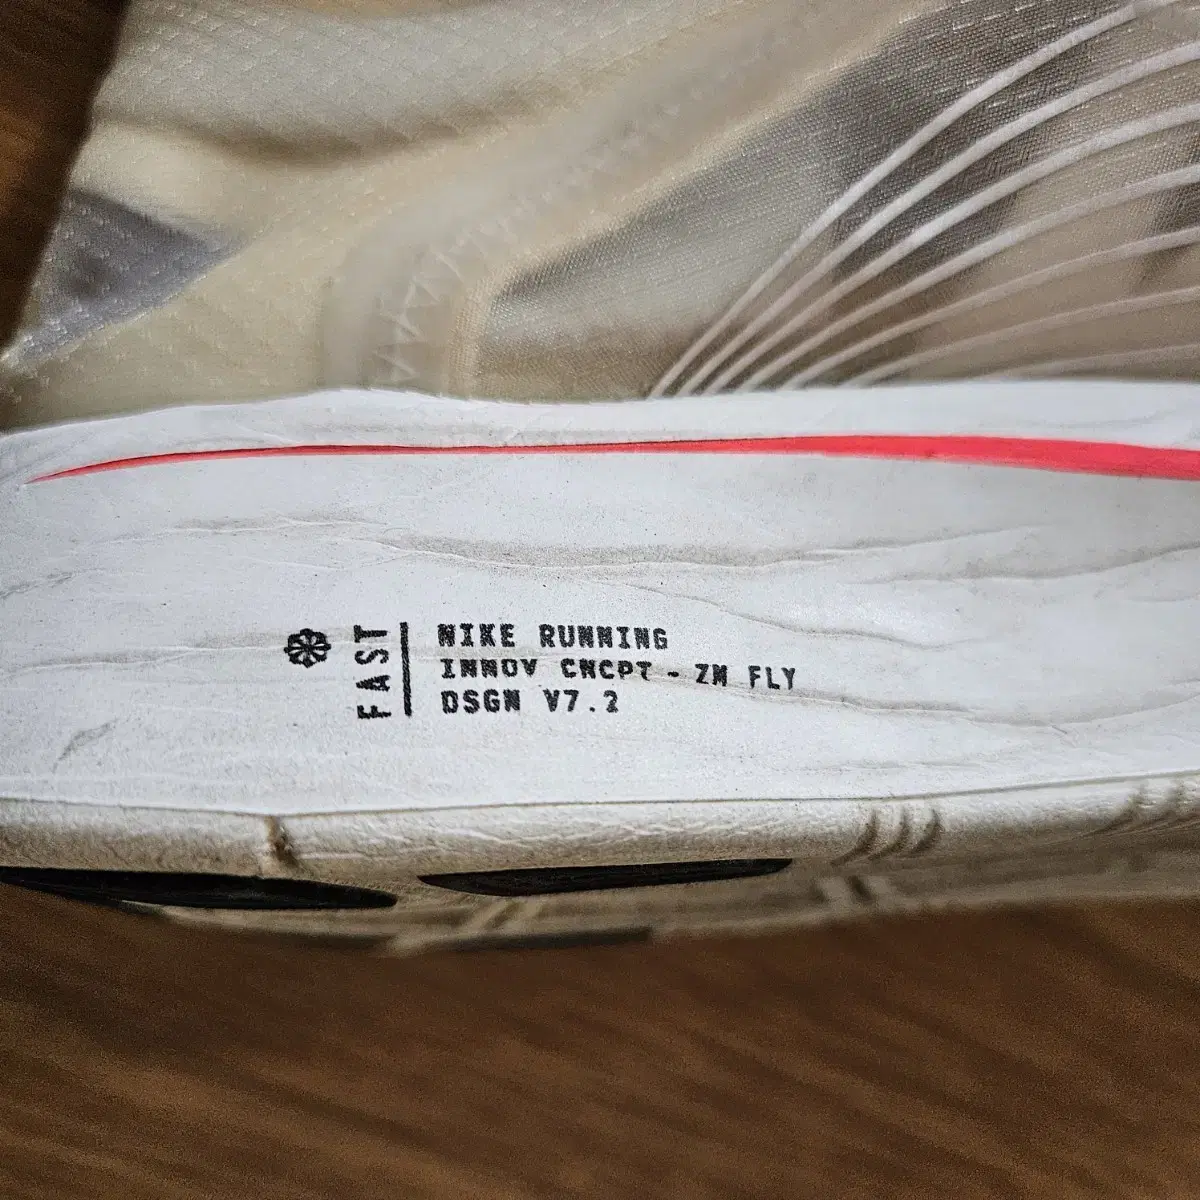 FAST
NIKE RUNNING
INNOV CNCPT - ZM FLY
DSGN V7.2